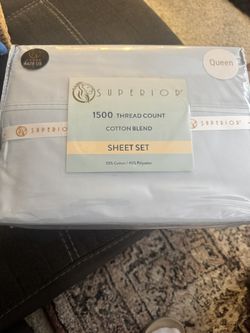 Queen
SUPERIOR
1500 THREAD COUNT
COTTON BLEND
SHEET SET
SUPERIOR
SUPERIOR